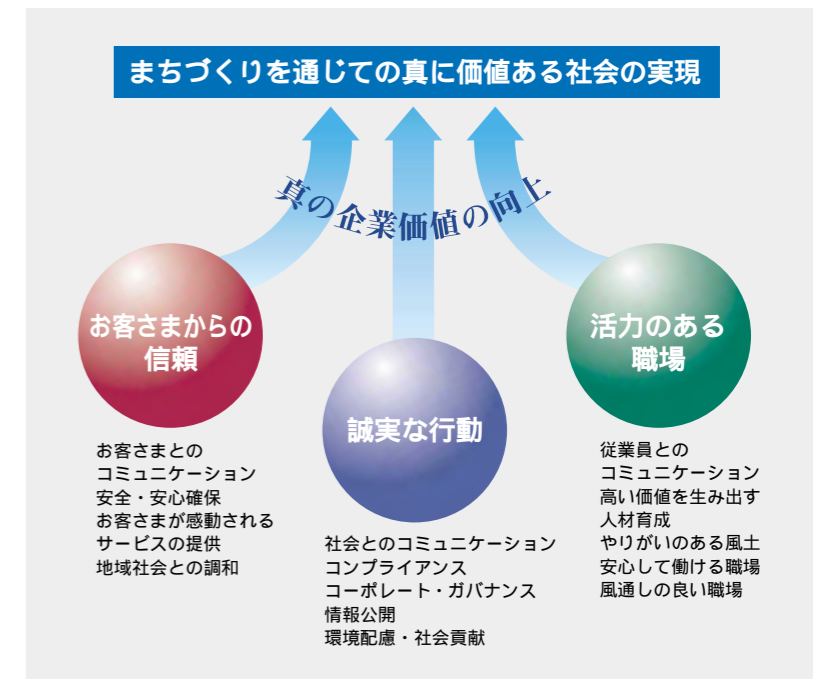 まちづくりを通じての真に価値ある社会の実現
真の企業価値の向上
お客さまからの
信頼
お客さまとの
コミュニケーション
安全・安心確保
お客さまが感動される
サービスの提供
地域社会との調和
誠実な行動
社会とのコミュニケーション
コンプライアンス
コーポレート・ガバナンス
情報公開
環境配慮・社会貢献
活力のある
職場
従業員との
コミュニケーション
高い価値を生み出す
人材育成
やりがいのある風土
安心して働ける職場
風通しの良い職場